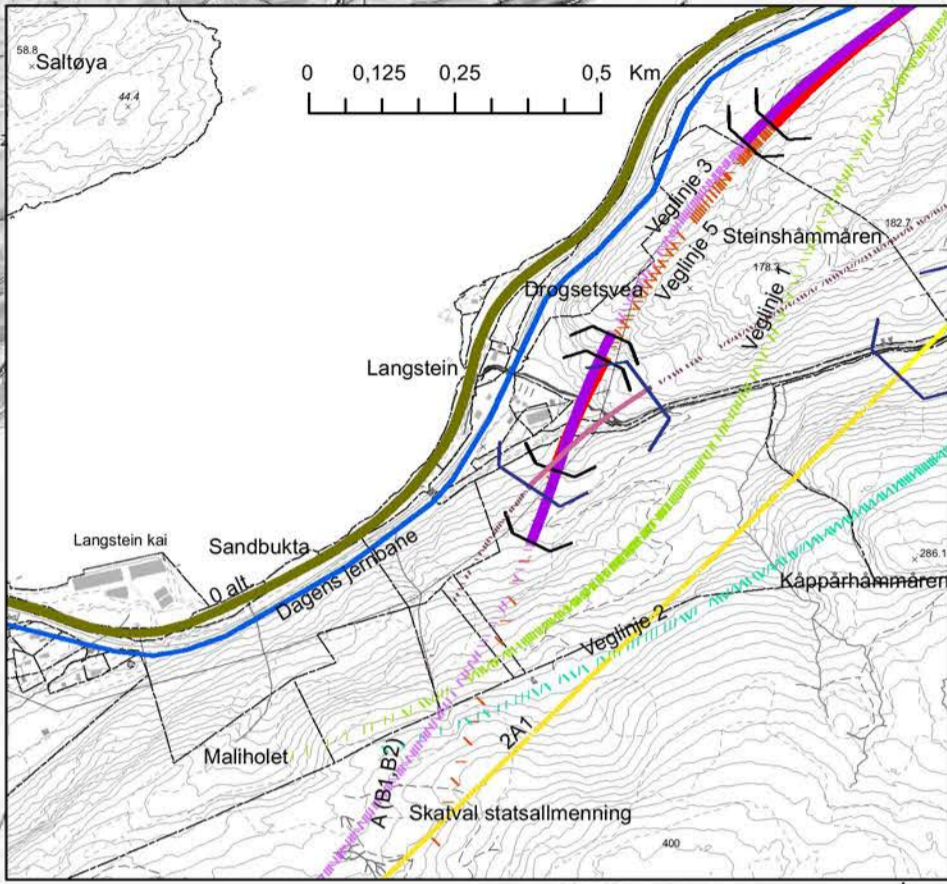 58.8
Saltøya
44.4
0 0,125 0,25 0,5 Km
Veglinje 3
Veglinje 5
Steinshammaren
182.7
178.
Drogsetsvea
Veglinje 1
Langstein
Langstein kai
Sandbukta
0 alt
Dagens jernbane
286.1
Kapparhammaren
Veglinje 2
2A1
Maliholet
A (B1,B2)
Skatval statsallmenning
400